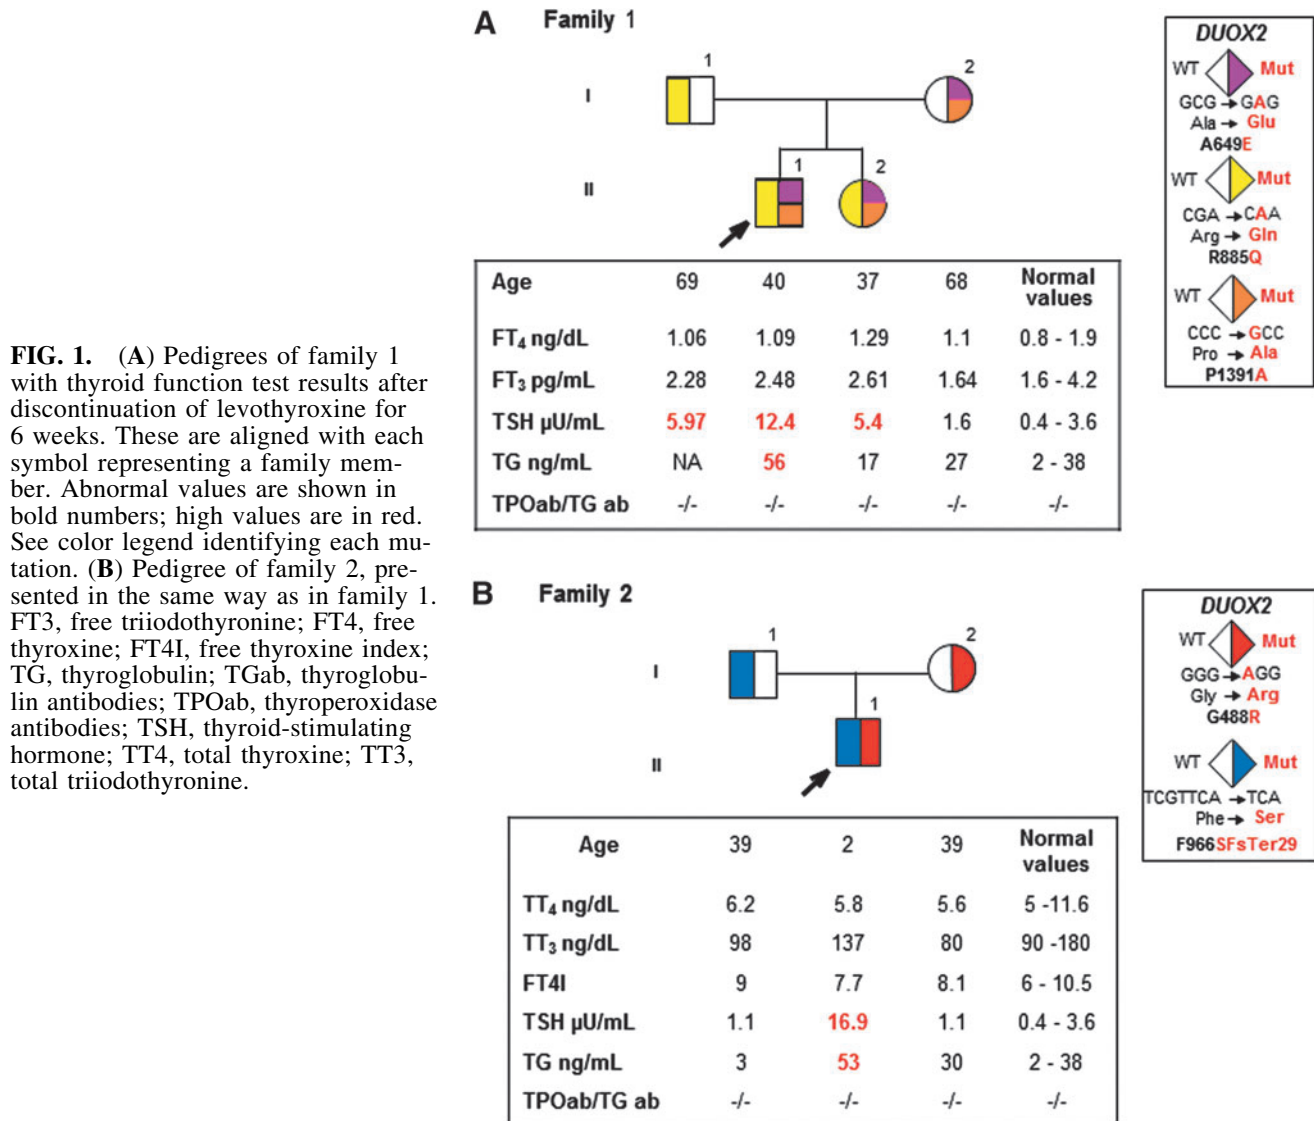 FIG. 1. (A) Pedigrees of family 1
with thyroid function test results after
discontinuation of levothyroxine for
6 weeks. These are aligned with each
symbol representing a family mem-
ber. Abnormal values are shown in
bold numbers; high values are in red.
See color legend identifying each mu-
tation. (B) Pedigree of family 2, pre-
sented in the same way as in family 1.
FT3, free triiodothyronine; FT4, free
thyroxine; FT4I, free thyroxine index;
TG, thyroglobulin; TGab, thyroglobu-
lin antibodies; TPOab, thyroperoxidase
antibodies; TSH, thyroid-stimulating
hormone; TT4, total thyroxine; TT3,
total triiodothyronine.
A Family 1
1
2
I
1
2
II
Age 69 40 37 68 Normal values
FT4 ng/dL 1.06 1.09 1.29 1.1 0.8 - 1.9
FT3 pg/mL 2.28 2.48 2.61 1.64 1.6 - 4.2
TSH µU/mL 5.97 12.4 5.4 1.6 0.4 - 3.6
TG ng/mL NA 56 17 27 2 - 38
TPOab/TG ab -/- -/- -/- -/- -/-
DUOX2
WT Mut
GCG → GAG
Ala → Glu
A649E
WT Mut
CGA → CAA
Arg → Gln
R885Q
WT Mut
CCC → GCC
Pro → Ala
P1391A
B Family 2
1
2
I
1
II
Age 39 2 39 Normal values
TT4 ng/dL 6.2 5.8 5.6 5 -11.6
TT3 ng/dL 98 137 80 90 -180
FT4I 9 7.7 8.1 6 - 10.5
TSH µU/mL 1.1 16.9 1.1 0.4 - 3.6
TG ng/mL 3 53 30 2 - 38
TPOab/TG ab -/- -/- -/- -/-
DUOX2
WT Mut
GGG → AGG
Gly → Arg
G488R
WT Mut
TCGTTCA → TCA
Phe → Ser
F966SFsTer29